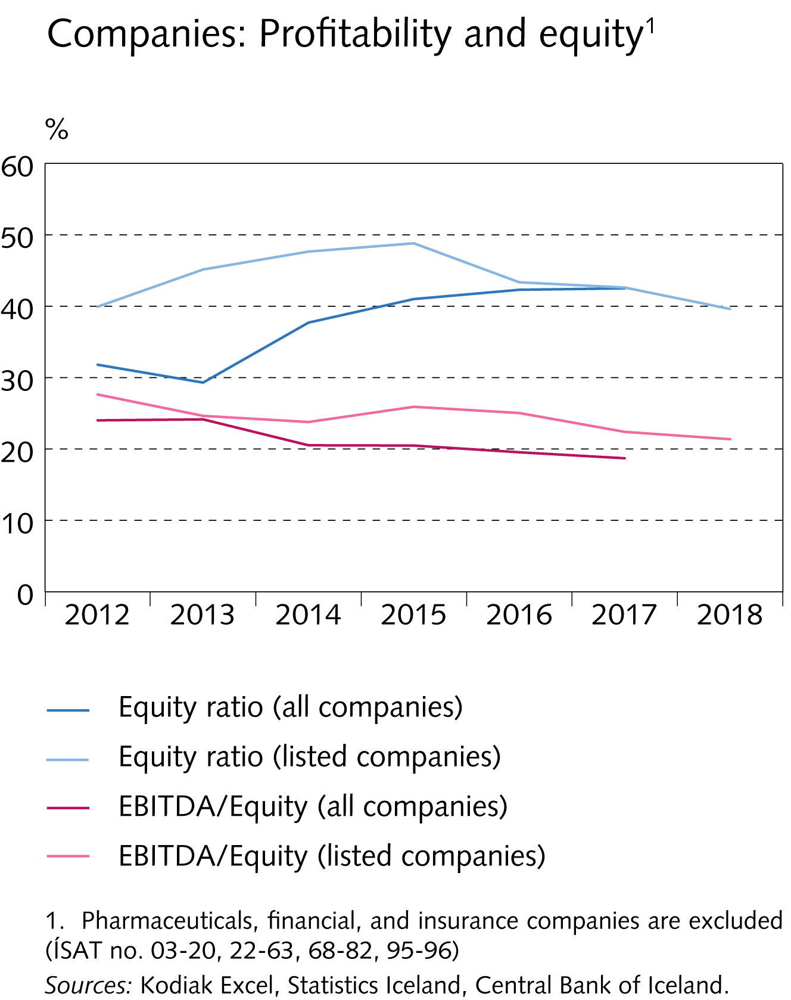 Companies: Profitability and equity¹
%
60
50
40
30
20
10
0
2012 2013 2014 2015 2016 2017 2018
Equity ratio (all companies)
Equity ratio (listed companies)
EBITDA/Equity (all companies)
EBITDA/Equity (listed companies)
1. Pharmaceuticals, financial, and insurance companies are excluded
(ÍSAT no. 03-20, 22-63, 68-82, 95-96)
Sources: Kodiak Excel, Statistics Iceland, Central Bank of Iceland.